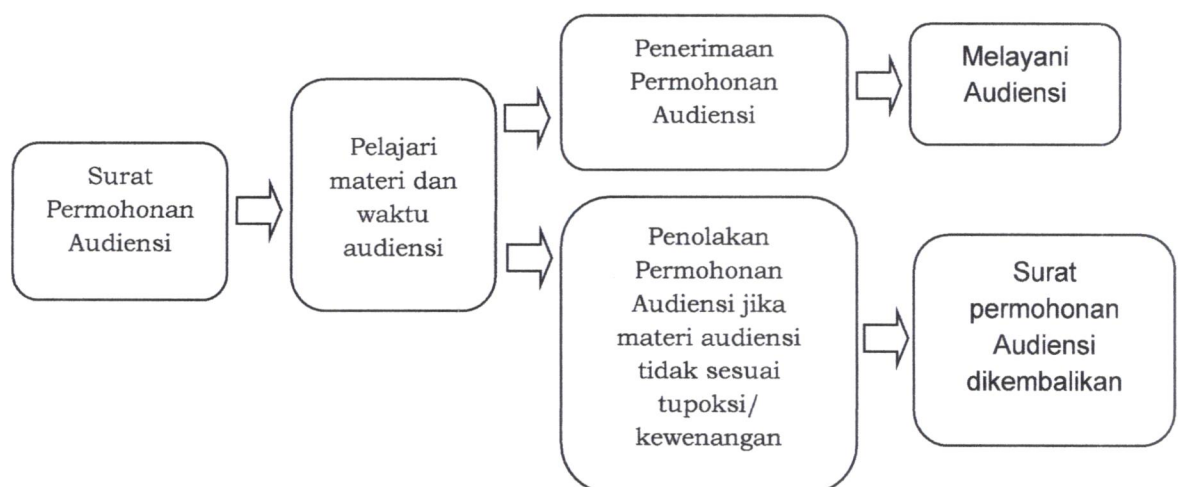 Surat
Permohonan
Audiensi
Pelajari
materi dan
waktu
audiensi
Penerimaan
Permohonan
Audiensi
Melayani
Audiensi
Penolakan
Permohonan
Audiensi jika
materi audiensi
tidak sesuai
tupoksi/
kewenangan
Surat
permohonan
Audiensi
dikembalikan